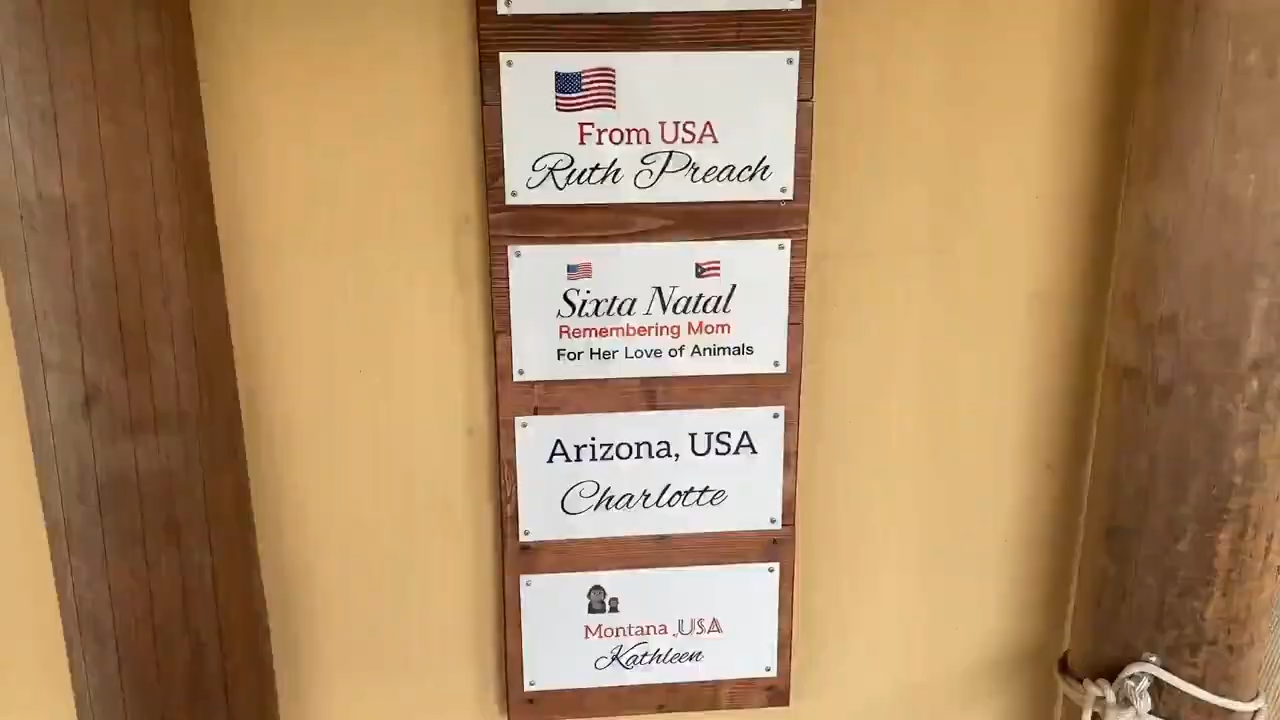 From USA
Ruth Preach
Sixta Natal
Remembering Mom
For Her Love of Animals
Arizona, USA
Charlotte
Montana ,USA
Kathleen